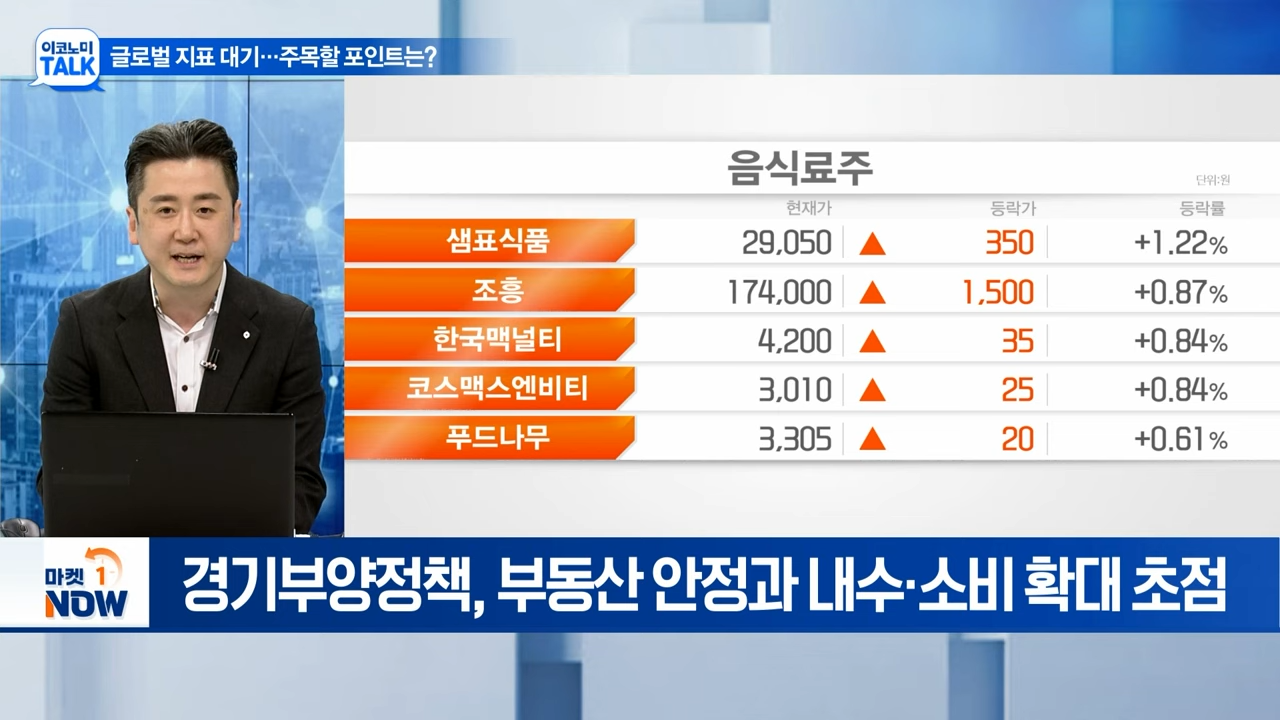 이코노미
TALK
글로벌 지표 대기…주목할 포인트는?
음식료주
단위:원
현재가 등락가 등락률
샘표식품 29,050 ▲ 350 +1.22%
조흥 174,000 ▲ 1,500 +0.87%
한국맥널티 4,200 ▲ 35 +0.84%
코스맥스엔비티 3,010 ▲ 25 +0.84%
푸드나무 3,305 ▲ 20 +0.61%
마켓 1
NOW
경기부양정책, 부동산 안정과 내수·소비 확대 초점